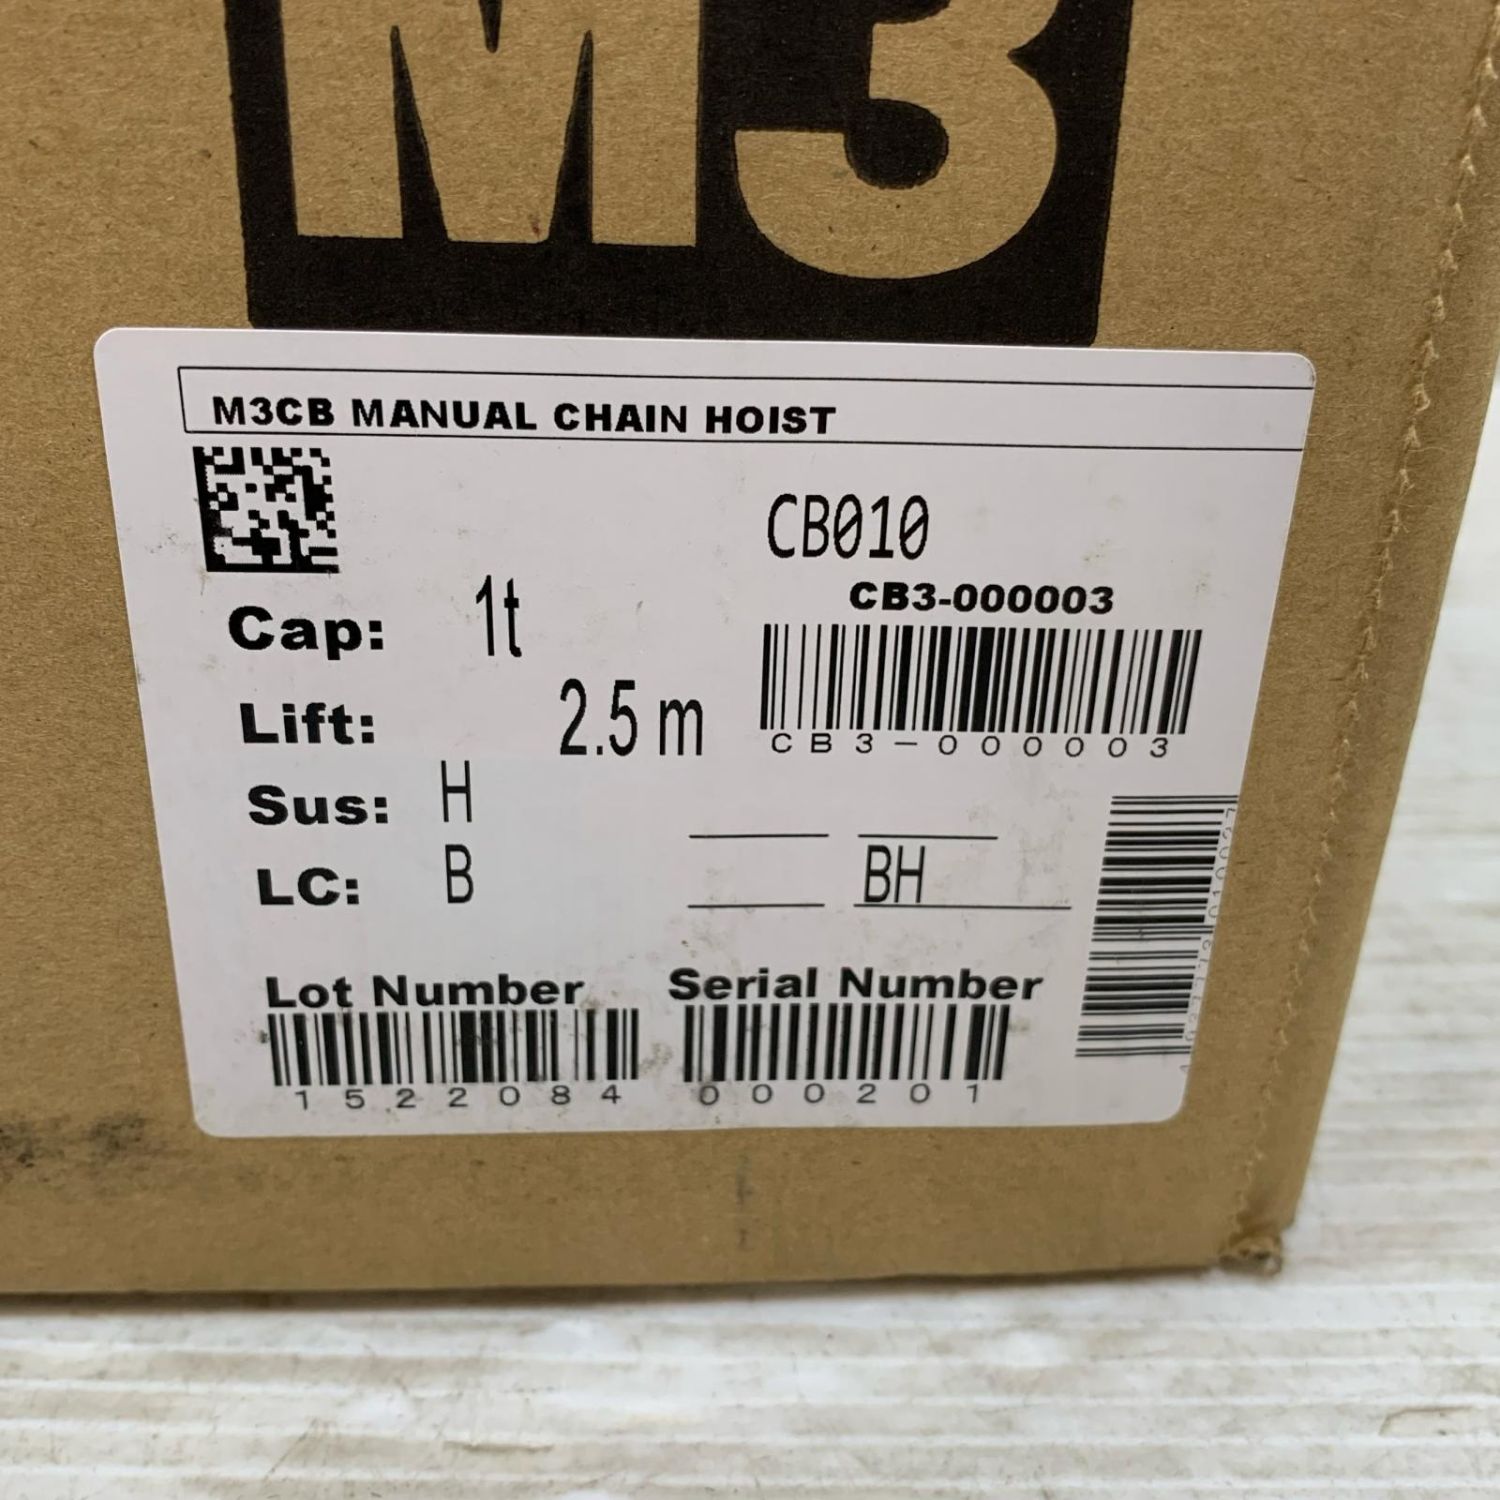 M3
M3CB MANUAL CHAIN HOIST
CB010
CB3-000003
CB3-000003
Cap: 1t
Lift: 2.5 m
Sus: H
LC: B
BH
Lot Number
1522084
Serial Number
000201